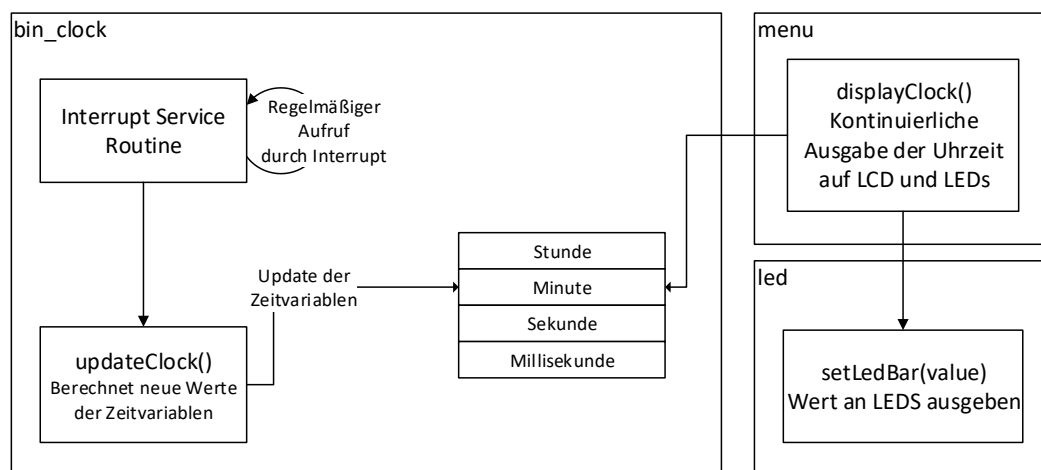 bin_clock
Interrupt Service
Routine
Regelmäßiger
Aufruf
durch Interrupt
updateClock()
Berechnet neue Werte
der Zeitvariablen
Update der
Zeitvariablen
Stunde
Minute
Sekunde
Millisekunde
menu
displayClock()
Kontinuierliche
Ausgabe der Uhrzeit
auf LCD und LEDs
led
setLedBar(value)
Wert an LEDS ausgeben